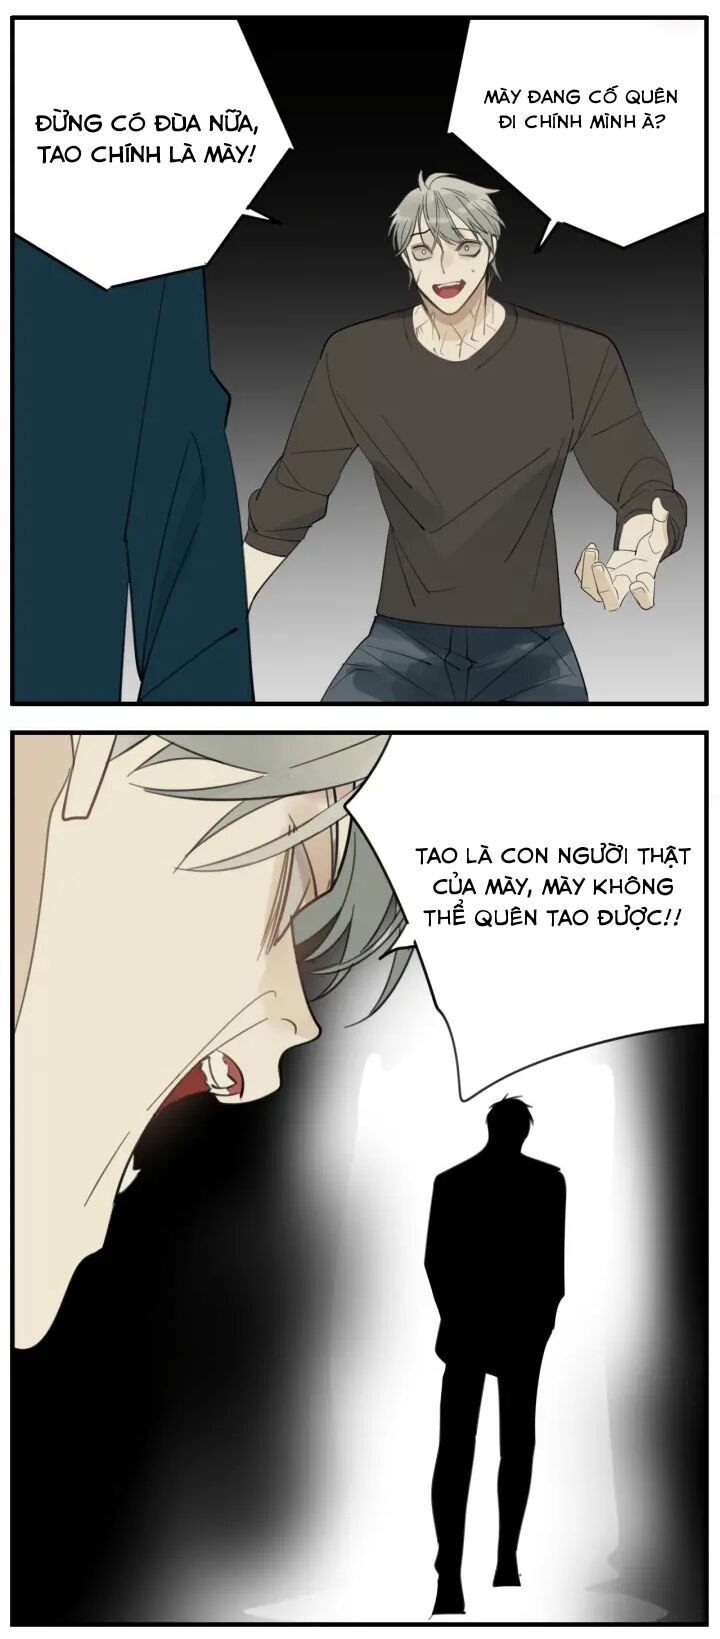 MÀY ĐANG CỐ QUÊN
ĐI CHÍNH MÌNH À?
ĐỪNG CÓ ĐÙA NỮA,
TAO CHÍNH LÀ MÀY!
TAO LÀ CON NGƯỜI THẬT
CỦA MÀY, MÀY KHÔNG
THỂ QUÊN TAO ĐƯỢC!!